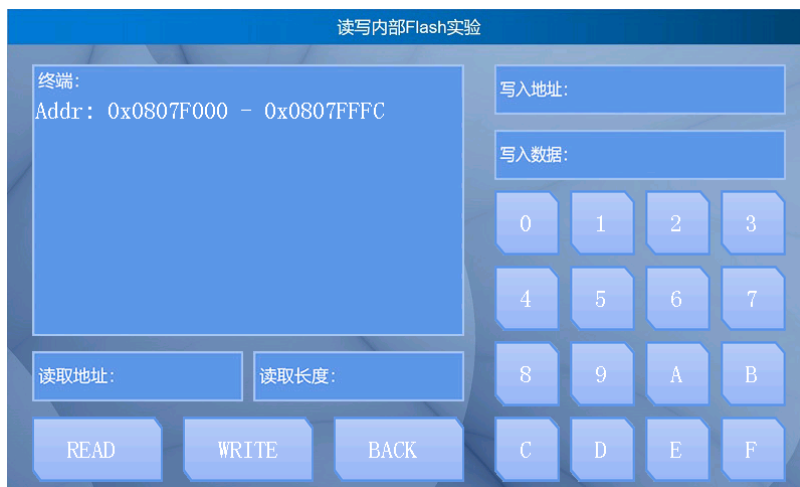 读写内部Flash实验
终端:
Addr: 0x0807F000 - 0x0807FFFC
写入地址:
写入数据:
0 1 2 3
4 5 6 7
8 9 A B
C D E F
读取地址: 读取长度:
READ WRITE BACK